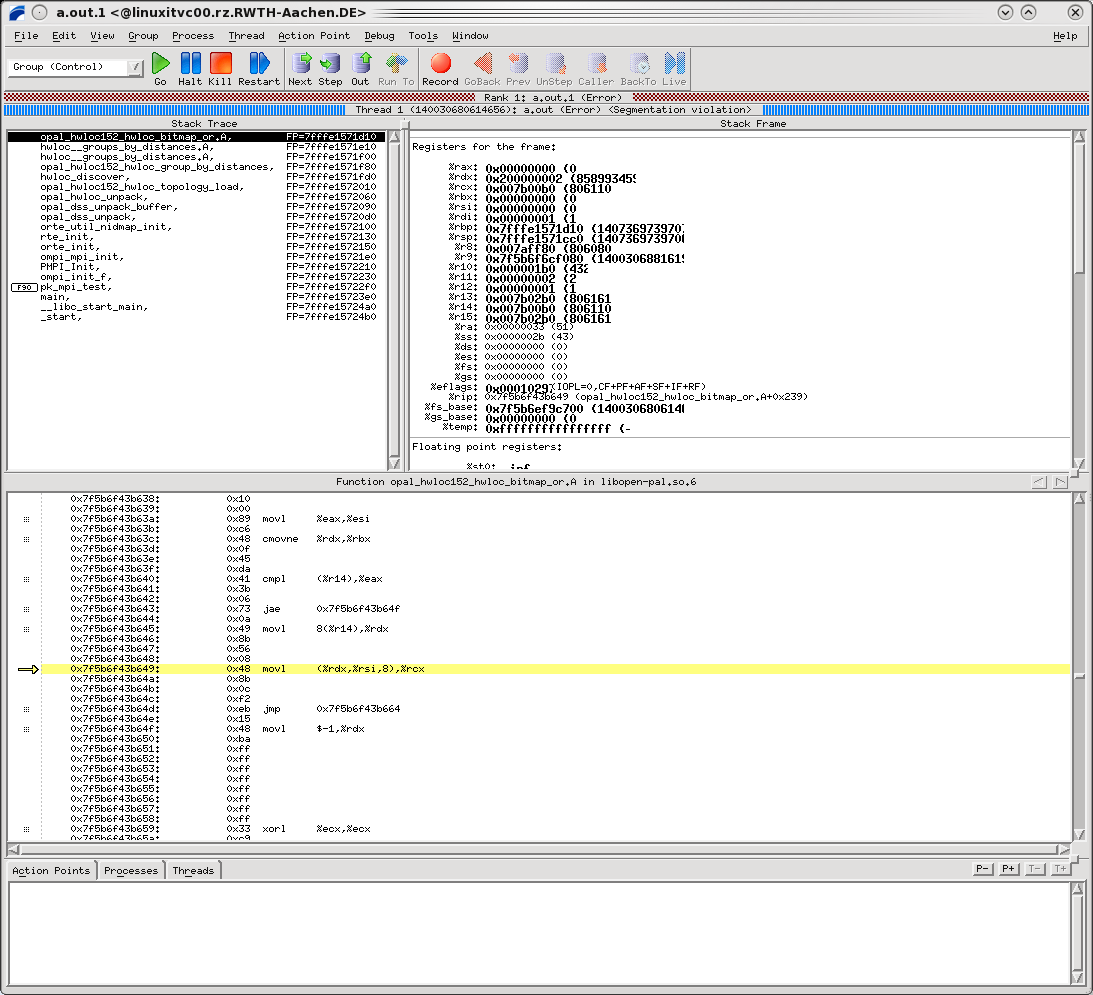 a.out.1 <@linuxitvc00.rz.RWTH-Aachen.DE>
File Edit View Group Process Thread Action Point Debug Tools Window Help
Group (Control) Go Halt Kill Restart Next Step Out Run To Record GoBack Prev UnStep Caller BackTo Live
Rank 1: a.out.1 (Error)
Thread 1 (140030680614656): a.out (Error) <Segmentation violation>
Stack Trace
opal_hwloc152_hwloc_bitmap_or.A, FP=7fffe1571d10
hwloc__groups_by_distances.A, FP=7fffe1571e10
hwloc__groups_by_distances.A, FP=7fffe1571f00
opal_hwloc152_hwloc_group_by_distances, FP=7fffe1571f80
hwloc_discover, FP=7fffe1571fd0
opal_hwloc152_hwloc_topology_load, FP=7fffe1572010
opal_hwloc_unpack, FP=7fffe1572060
opal_dss_unpack_buffer, FP=7fffe1572090
opal_dss_unpack, FP=7fffe15720d0
orte_util_nidmap_init, FP=7fffe1572100
rte_init, FP=7fffe1572130
orte_init, FP=7fffe1572150
ompi_mpi_init, FP=7fffe15721e0
PMPI_Init, FP=7fffe1572210
ompi_init_f, FP=7fffe1572230
F90 pk_mpi_test, FP=7fffe15722f0
main, FP=7fffe15723e0
__libc_start_main, FP=7fffe15724a0
_start, FP=7fffe15724b0
Stack Frame
Registers for the frame:
%rax: 0x00000000 (0
%rdx: 0x200000002 (858993459
%rcx: 0x007b00b0 (806110
%rbx: 0x00000000 (0
%rsi: 0x00000000 (0
%rdi: 0x00000001 (1
%rbp: 0x7fffe1571d10 (1407369739707
%rsp: 0x7fffe1571cc0 (1407369739706
%r8: 0x007aff80 (806080
%r9: 0x7f5b6f6cf080 (1400306881615
%r10: 0x000001b0 (432
%r11: 0x00000002 (2
%r12: 0x00000001 (1
%r13: 0x007b02b0 (806161
%r14: 0x007b00b0 (806110
%r15: 0x007b02b0 (806161
%ra: 0x00000033 (51)
%ss: 0x0000002b (43)
%ds: 0x00000000 (0)
%es: 0x00000000 (0)
%fs: 0x00000000 (0)
%gs: 0x00000000 (0)
%eflags: 0x00010297 (IOPL=0,CF+PF+AF+SF+IF+RF)
%rip: 0x7f5b6f43b649 (opal_hwloc152_hwloc_bitmap_or.A+0x239)
%fs_base: 0x7f5b6ef9c700 (1400306806146
%gs_base: 0x00000000 (0
%temp: 0xffffffffffffffff (-
Floating point registers:
%st0: inf
Function opal_hwloc152_hwloc_bitmap_or.A in libopen-pal.so.6
0x7f5b6f43b638: 0x10
0x7f5b6f43b639: 0x00
0x7f5b6f43b63a: 0x89 movl %eax,%esi
0x7f5b6f43b63b: 0xc6
0x7f5b6f43b63c: 0x48 cmovne %rdx,%rbx
0x7f5b6f43b63d: 0x0f
0x7f5b6f43b63e: 0x45
0x7f5b6f43b63f: 0xda
0x7f5b6f43b640: 0x41 cmpl (%r14),%eax
0x7f5b6f43b641: 0x3b
0x7f5b6f43b642: 0x06
0x7f5b6f43b643: 0x73 jae 0x7f5b6f43b64f
0x7f5b6f43b644: 0x0a
0x7f5b6f43b645: 0x49 movl 8(%r14),%rdx
0x7f5b6f43b646: 0x8b
0x7f5b6f43b647: 0x56
0x7f5b6f43b648: 0x08
0x7f5b6f43b649: 0x48 movl (%rdx,%rsi,8),%rcx
0x7f5b6f43b64a: 0x8b
0x7f5b6f43b64b: 0x0c
0x7f5b6f43b64c: 0xf2
0x7f5b6f43b64d: 0xeb jmp 0x7f5b6f43b664
0x7f5b6f43b64e: 0x15
0x7f5b6f43b64f: 0x48 movl $-1,%rdx
0x7f5b6f43b650: 0xba
0x7f5b6f43b651: 0xff
0x7f5b6f43b652: 0xff
0x7f5b6f43b653: 0xff
0x7f5b6f43b654: 0xff
0x7f5b6f43b655: 0xff
0x7f5b6f43b656: 0xff
0x7f5b6f43b657: 0xff
0x7f5b6f43b658: 0xff
0x7f5b6f43b659: 0x33 xorl %ecx,%ecx
0x7f5b6f43b65a: 0xc9
Action Points Processes Threads P- P+ T- T+